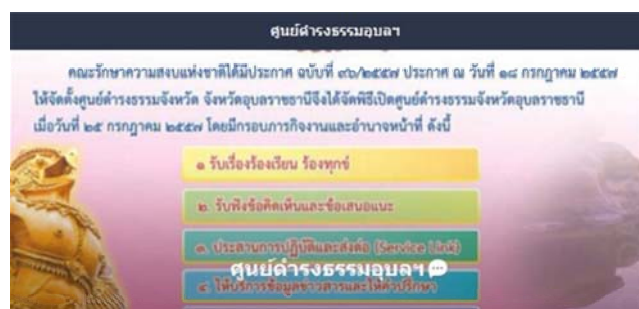 ศูนย์ดำรงธรรมอุบลฯ
คณะรักษาความสงบแห่งชาติได้มีประกาศ ฉบับที่ ๙๖/๒๕๕๗ ประกาศ ณ วันที่ ๑๘ กรกฎาคม ๒๕๕๗
ให้จัดตั้งศูนย์ดำรงธรรมจังหวัด จังหวัดอุบลราชธานีจึงได้จัดพิธีเปิดศูนย์ดำรงธรรมจังหวัดอุบลราชธานี
เมื่อวันที่ ๒๕ กรกฎาคม ๒๕๕๗ โดยมีกรอบภารกิจงานและอำนาจหน้าที่ ดังนี้
๑ รับเรื่องร้องเรียน ร้องทุกข์
๒. รับฟังข้อคิดเห็นและข้อเสนอแนะ
๓. ประสานการปฏิบัติและส่งต่อ (Service Link)
ศูนย์ดำรงธรรมอุบลฯ
๔. ให้บริการข้อมูลข่าวสารและให้คำปรึกษา